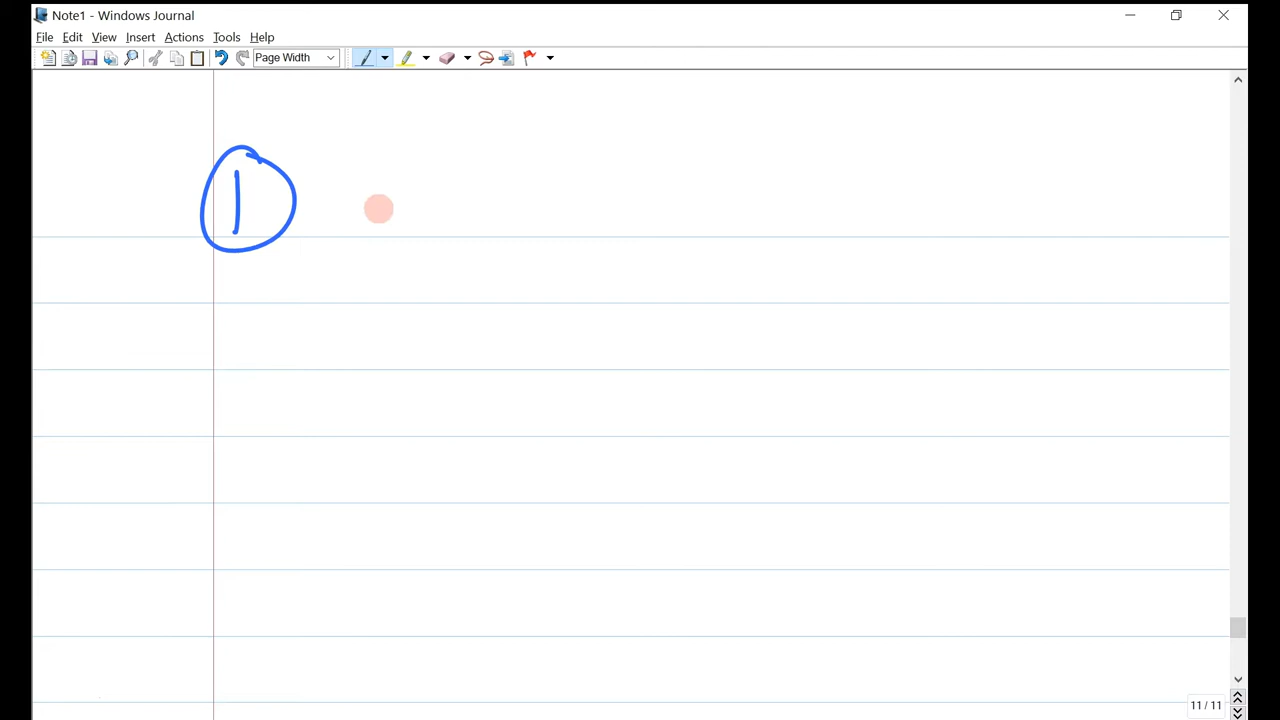 Note1 - Windows Journal
File Edit View Insert Actions Tools Help
Page Width
1
11 / 11